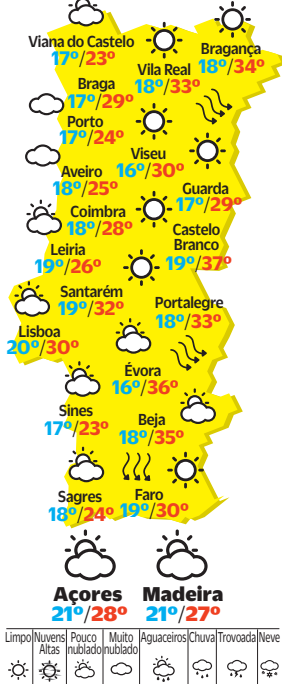 Viana do Castelo
17º/23º
Bragança
18º/34º
Vila Real
18º/33º
Braga
17º/29º
Porto
17º/24º
Viseu
16º/30º
Aveiro
18º/25º
Guarda
17º/29º
Coimbra
18º/28º
Castelo
Branco
19º/37º
Leiria
19º/26º
Santarém
19º/32º
Portalegre
18º/33º
Lisboa
20º/30º
Évora
16º/36º
Sines
17º/23º
Beja
18º/35º
Sagres
18º/24º
Faro
19º/30º
Açores
21º/28º
Madeira
21º/27º
Limpo
Nuvens
Altas
Pouco
nublado
Muito
nublado
Aguaceiros
Chuva
Trovoada
Neve